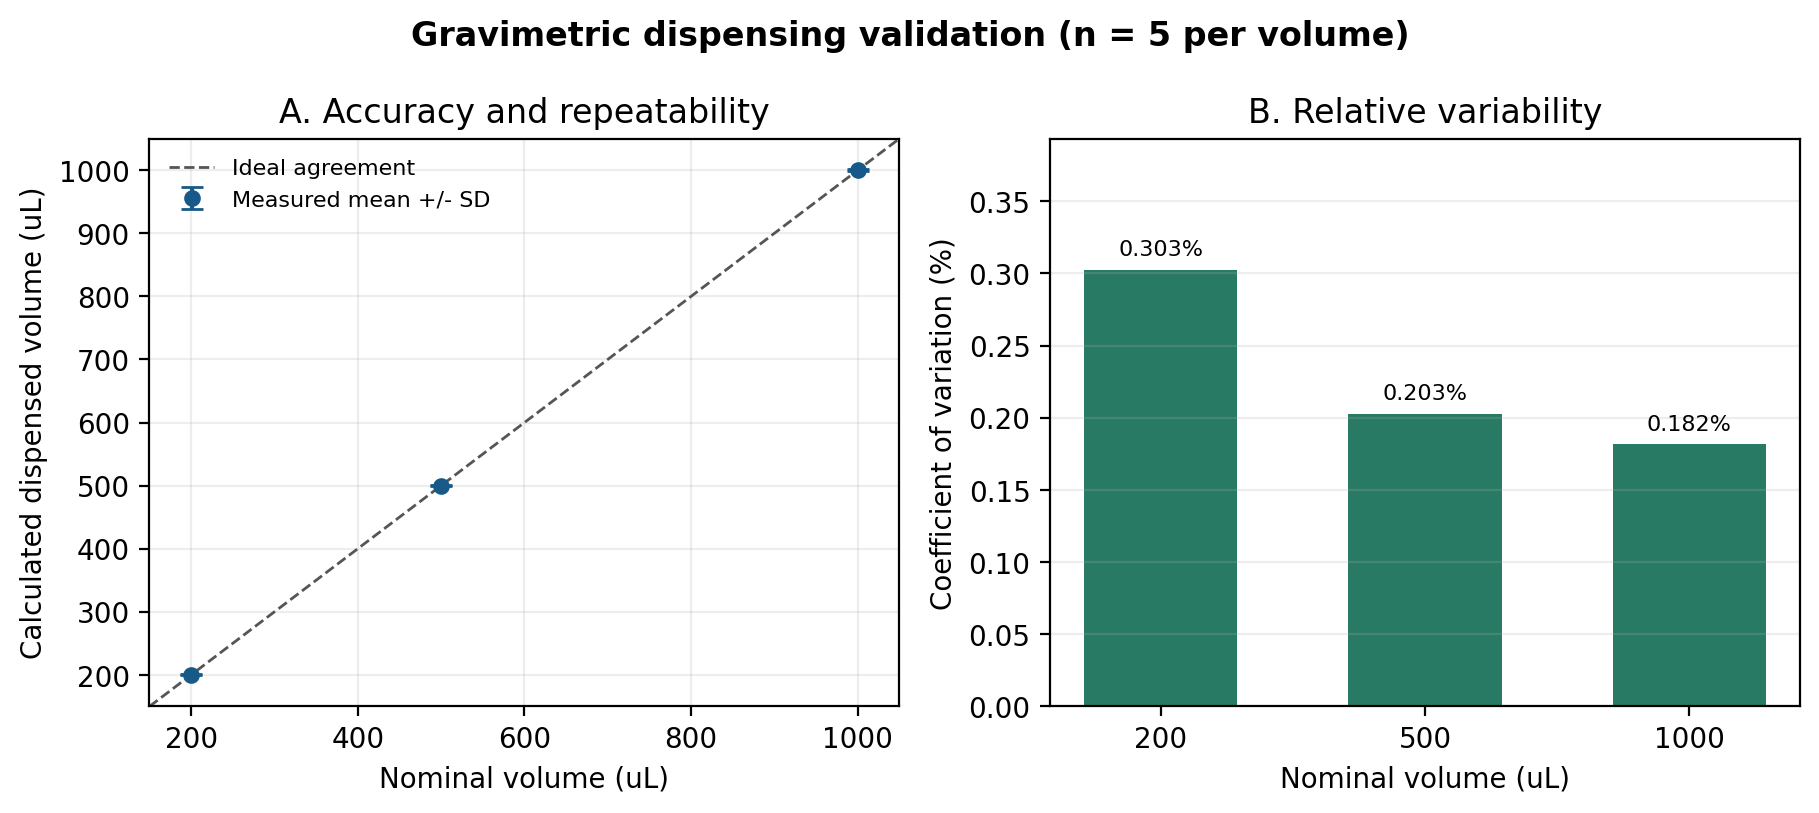 Gravimetric dispensing validation (n = 5 per volume)
A. Accuracy and repeatability
Calculated dispensed volume (uL)
1000
900
800
700
600
500
400
300
200
Ideal agreement
Measured mean +/- SD
200 400 600 800 1000
Nominal volume (uL)
B. Relative variability
Coefficient of variation (%)
0.35
0.30
0.25
0.20
0.15
0.10
0.05
0.00
0.303%
0.203%
0.182%
200 500 1000
Nominal volume (uL)